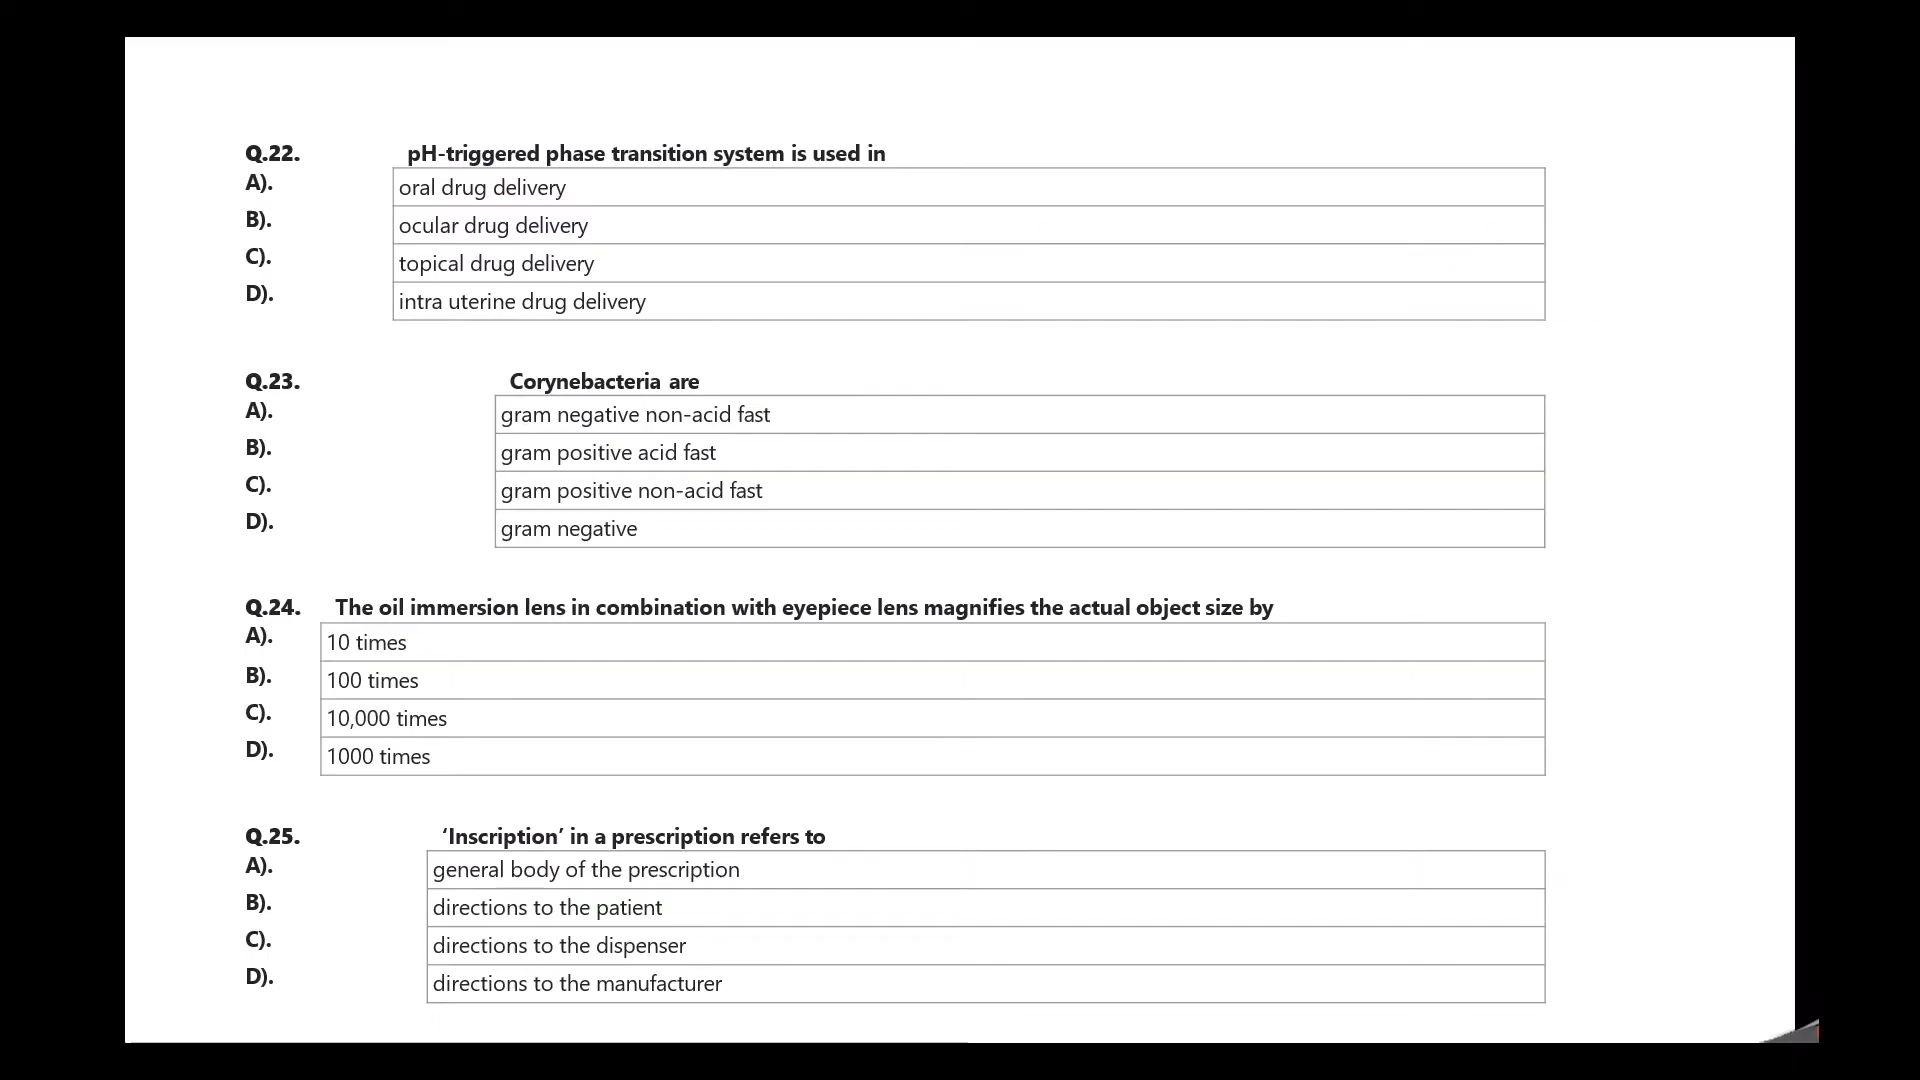 Q.22. pH-triggered phase transition system is used in
A). oral drug delivery
B). ocular drug delivery
C). topical drug delivery
D). intra uterine drug delivery
Q.23. Corynebacteria are
A). gram negative non-acid fast
B). gram positive acid fast
C). gram positive non-acid fast
D). gram negative
Q.24. The oil immersion lens in combination with eyepiece lens magnifies the actual object size by
A). 10 times
B). 100 times
C). 10,000 times
D). 1000 times
Q.25. ‘Inscription’ in a prescription refers to
A). general body of the prescription
B). directions to the patient
C). directions to the dispenser
D). directions to the manufacturer